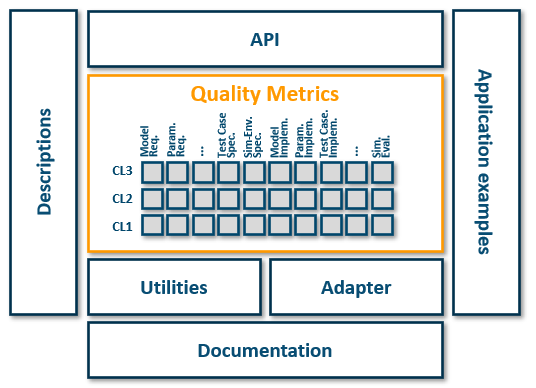 API
Descriptions
Application examples
Quality Metrics
Model
Req.
Param.
Req.
...
Test Case
Spec.
Sim-Env.
Spec.
Model
Implem.
Param.
Implem.
Test Case.
Implem.
...
Sim.
Eval.
CL3
CL2
CL1
Utilities
Adapter
Documentation